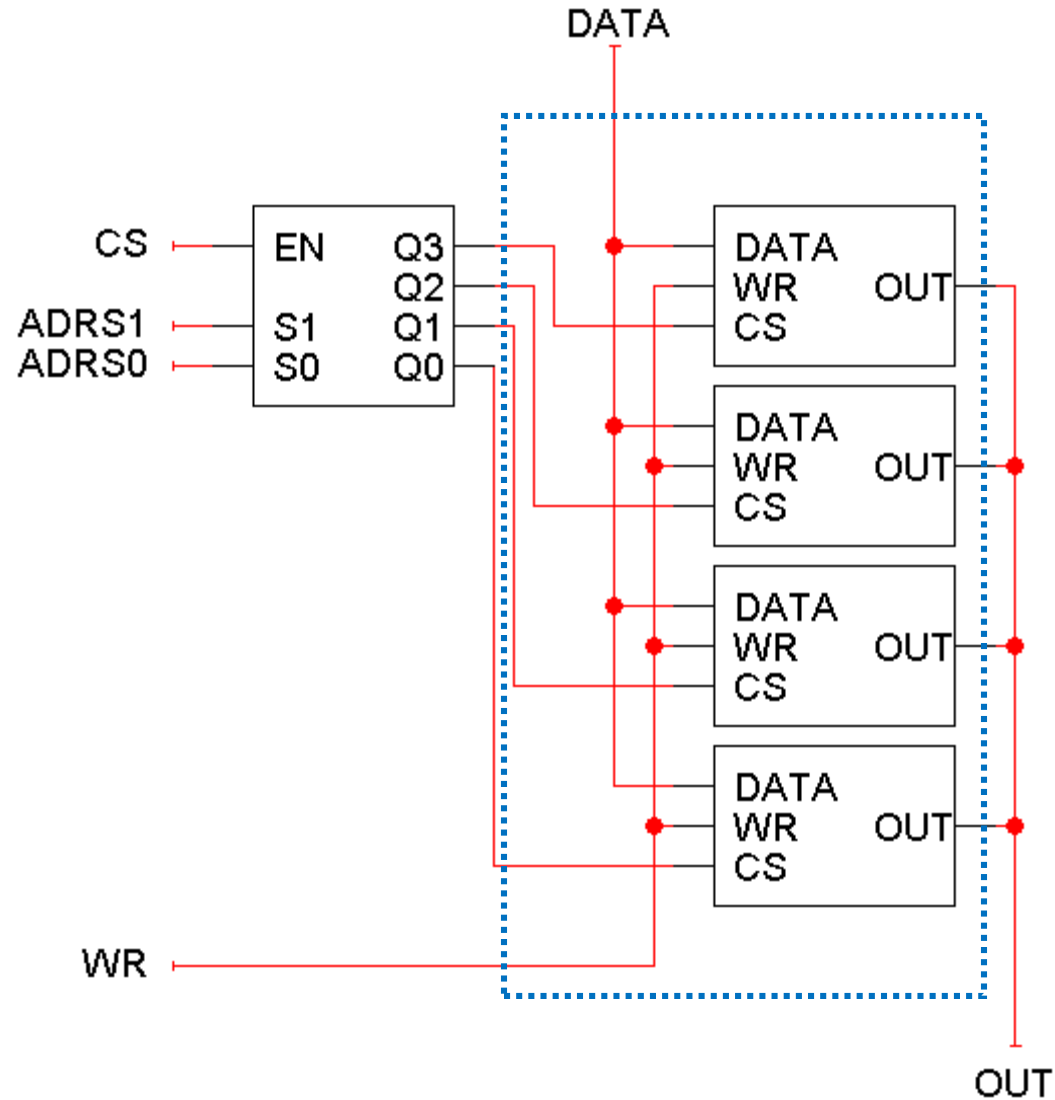 DATA
CS
ADRS1
ADRS0
EN Q3
Q2
S1 Q1
S0 Q0
DATA
WR OUT
CS
DATA
WR OUT
CS
DATA
WR OUT
CS
DATA
WR OUT
CS
WR
OUT